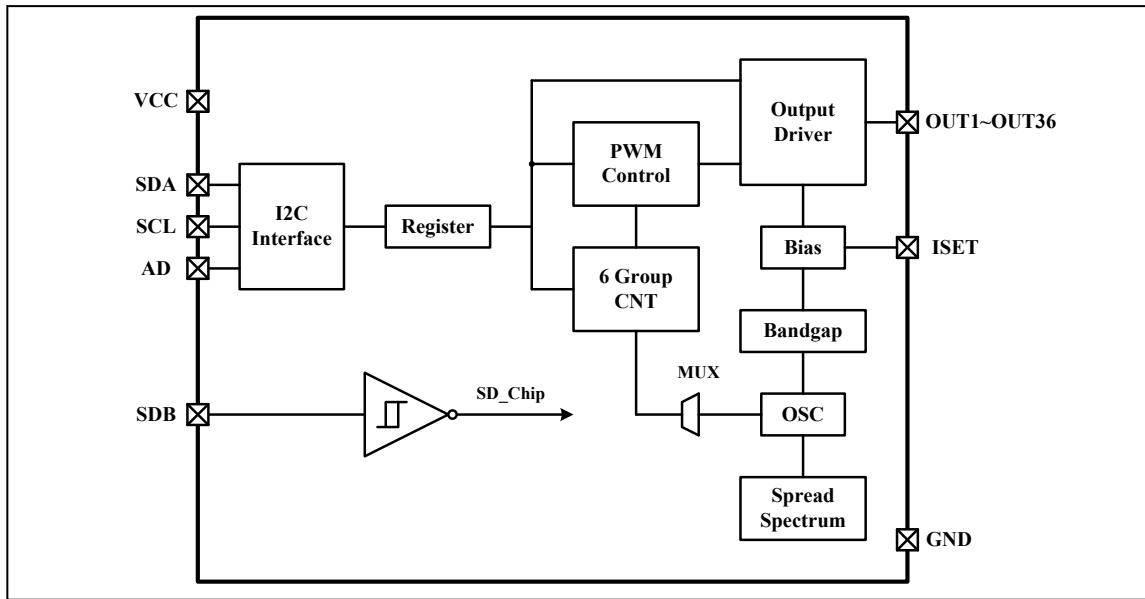 VCC
SDA
SCL
AD
SDB
I2C
Interface
Register
SD_Chip
PWM
Control
6 Group
CNT
MUX
Output
Driver
Bias
Bandgap
OSC
Spread
Spectrum
OUT1~OUT36
ISET
GND